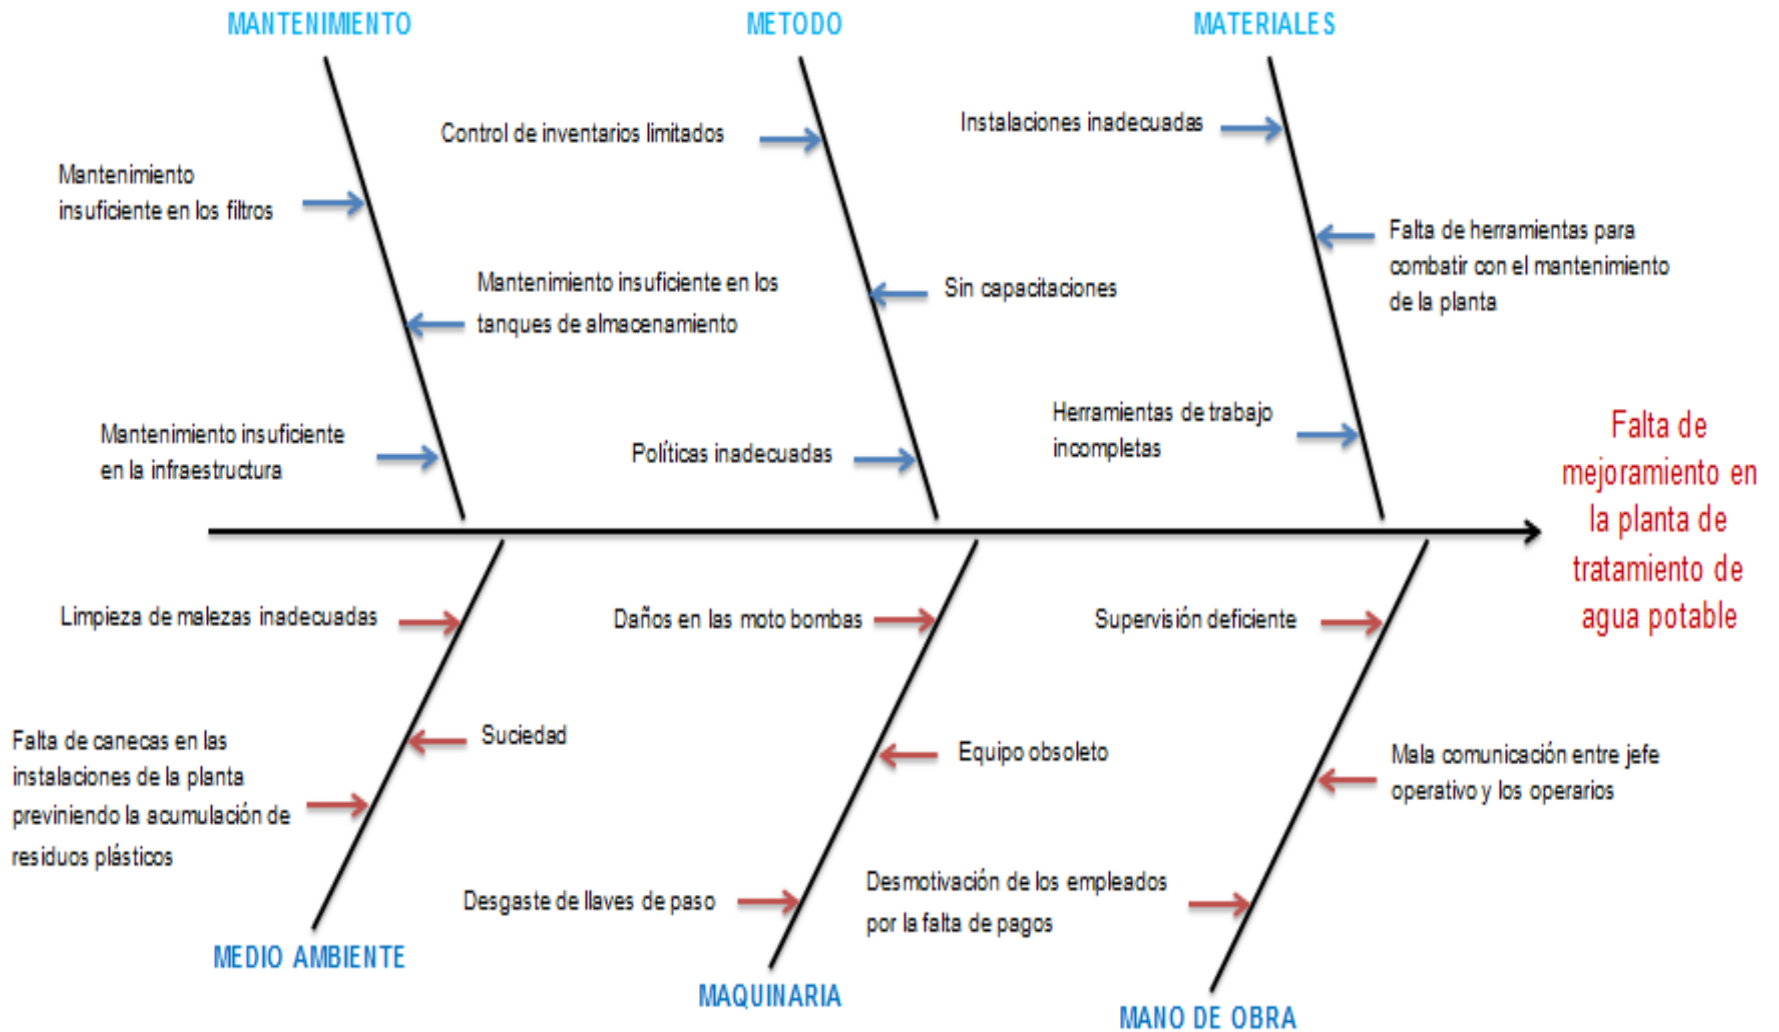 MANTENIMIENTO
METODO
MATERIALES
Control de inventarios limitados
Instalaciones inadecuadas
Mantenimiento
insuficiente en los filtros
Falta de herramientas para
combatir con el mantenimiento
de la planta
Mantenimiento insuficiente en los
tanques de almacenamiento
Sin capacitaciones
Mantenimiento insuficiente
en la infraestructura
Políticas inadecuadas
Herramientas de trabajo
incompletas
Falta de
mejoramiento en
la planta de
tratamiento de
agua potable
Limpieza de malezas inadecuadas
Daños en las moto bombas
Supervisión deficiente
Falta de canecas en las
instalaciones de la planta
previniendo la acumulación de
residuos plásticos
Suciedad
Equipo obsoleto
Mala comunicación entre jefe
operativo y los operarios
Desgaste de llaves de paso
Desmotivación de los empleados
por la falta de pagos
MEDIO AMBIENTE
MAQUINARIA
MANO DE OBRA